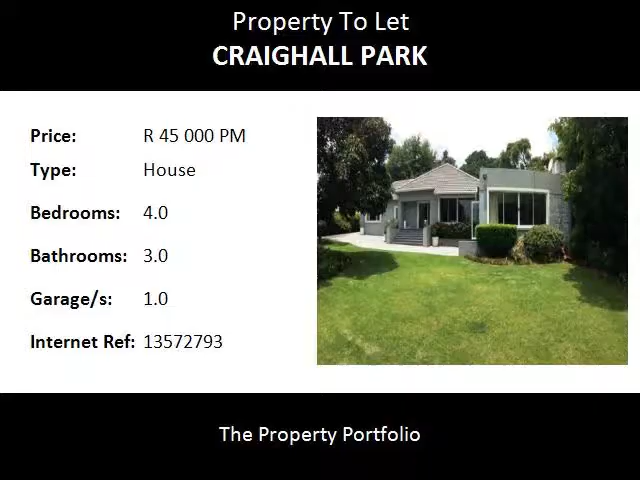 Property To Let
CRAIGHALL PARK
Price: R 45 000 PM
Type: House
Bedrooms: 4.0
Bathrooms: 3.0
Garage/s: 1.0
Internet Ref: 13572793
The Property Portfolio